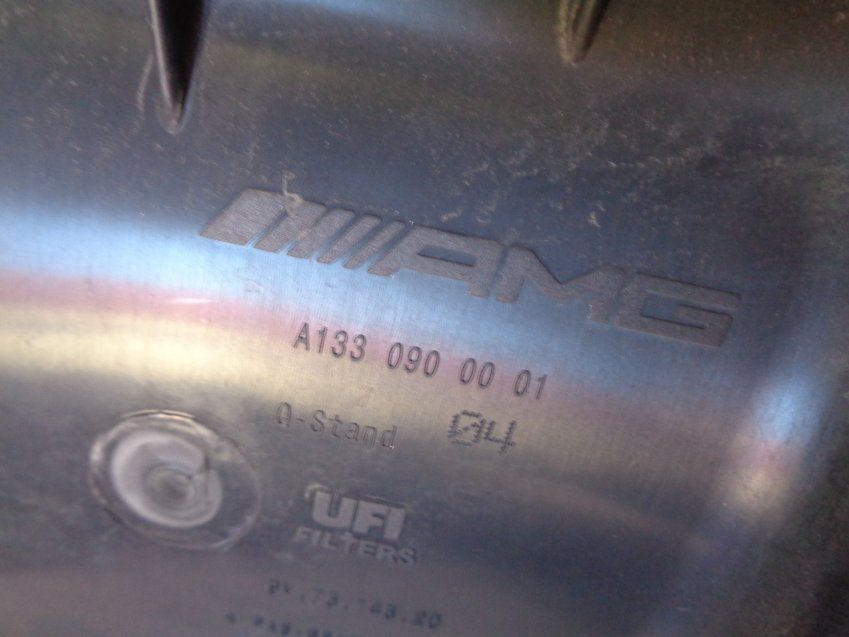 AMG
A133 090 00 01
Q-Stand 04
UFI
FILTERS